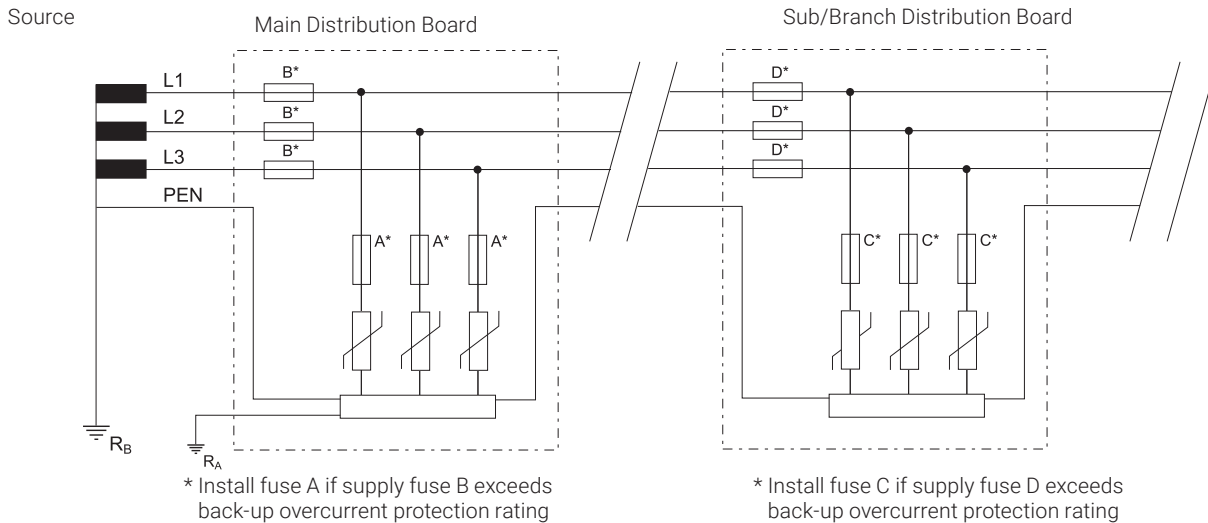 Source
Main Distribution Board
Sub/Branch Distribution Board
L1
B*
D*
L2
B*
D*
L3
B*
D*
PEN
A* A* A*
C* C* C*
RB
RA
* Install fuse A if supply fuse B exceeds
back-up overcurrent protection rating
* Install fuse C if supply fuse D exceeds
back-up overcurrent protection rating